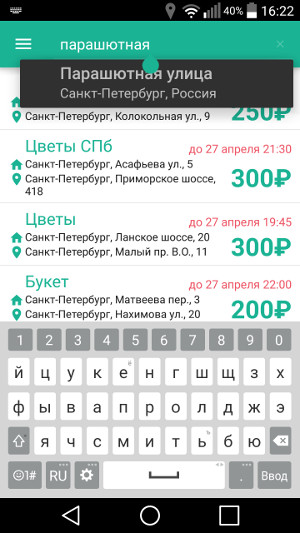 40% 16:22
парашютная ×
Парашютная улица
Санкт-Петербург, Россия
250₽
Санкт-Петербург, Колокольная ул., 9
Цветы СПб до 27 апреля 21:30
Санкт-Петербург, Асафьева ул., 5
Санкт-Петербург, Приморское шоссе, 300₽
418
Цветы до 27 апреля 19:45
Санкт-Петербург, Ланское шоссе, 20
Санкт-Петербург, Малый пр. В.О., 11 300₽
Букет до 27 апреля 22:00
Санкт-Петербург, Матвеева пер., 3
Санкт-Петербург, Нахимова ул., 20 200₽
1 2 3 4 5 6 7 8 9 0
й ц у к е н г ш щ з х
ф ы в а п р о л д ж э
я ч с м и т ь ъ б ю
☺1# RU . Ввод